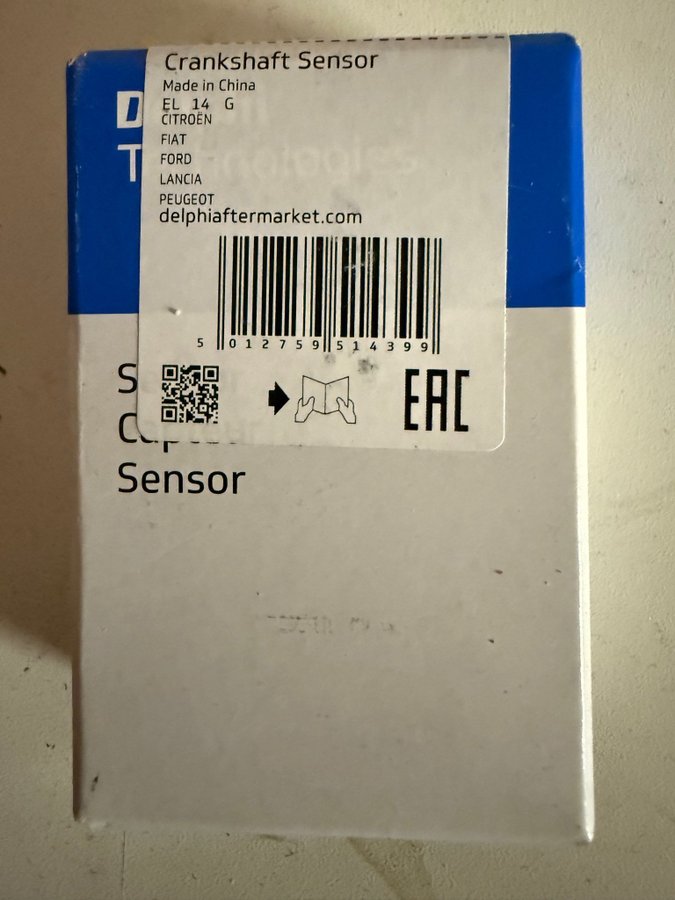 Crankshaft Sensor
Made in China
EL 14 G
CITROËN
FIAT
FORD
LANCIA
PEUGEOT
delphiaftermarket.com
5 012759 514399
EAC
Sensor